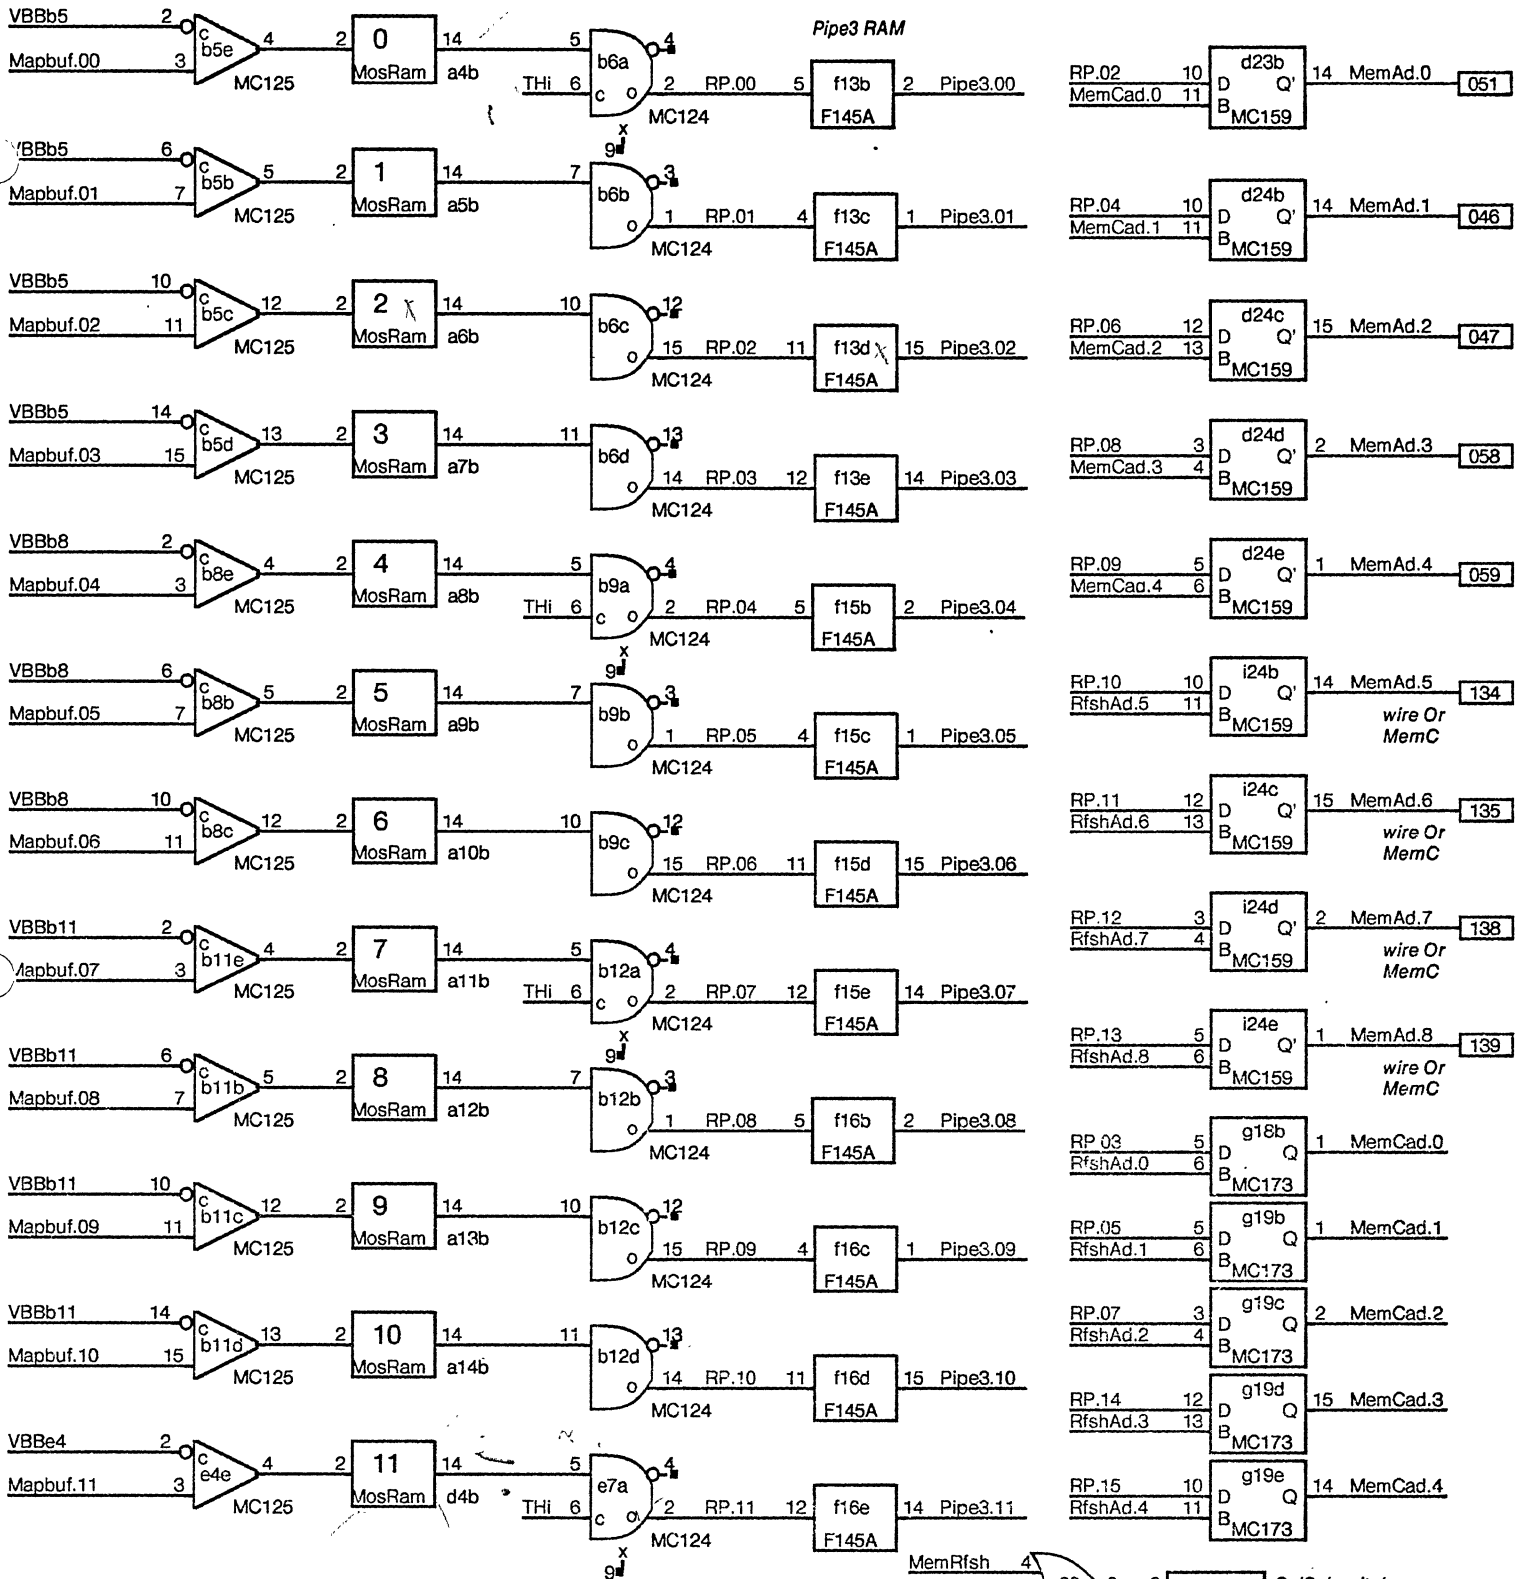 Pipe3 RAM
VBBb5 2 c b5e 4 2 0 14 5 b6a 4
Mapbuf.00 3 MC125 MosRam a4b THi 6 c o 2 RP.00 5 f13b 2 Pipe3.00
MC124 F145A
x
9
VBBb5 6 c b5b 5 2 1 14 7 b6b 3
Mapbuf.01 7 MC125 MosRam a5b o 1 RP.01 4 f13c 1 Pipe3.01
MC124 F145A
VBBb5 10 c b5c 12 2 2 14 10 b6c 12
Mapbuf.02 11 MC125 MosRam a6b o 15 RP.02 11 f13d 15 Pipe3.02
MC124 F145A
VBBb5 14 c b5d 13 2 3 14 11 b6d 13
Mapbuf.03 15 MC125 MosRam a7b o 14 RP.03 12 f13e 14 Pipe3.03
MC124 F145A
VBBb8 2 c b8e 4 2 4 14 5 b9a 4
Mapbuf.04 3 MC125 MosRam a8b THi 6 c o 2 RP.04 5 f15b 2 Pipe3.04
MC124 F145A
x
9
VBBb8 6 c b8b 5 2 5 14 7 b9b 3
Mapbuf.05 7 MC125 MosRam a9b o 1 RP.05 4 f15c 1 Pipe3.05
MC124 F145A
VBBb8 10 c b8c 12 2 6 14 10 b9c 12
Mapbuf.06 11 MC125 MosRam a10b o 15 RP.06 11 f15d 15 Pipe3.06
MC124 F145A
VBBb11 2 c b11e 4 2 7 14 5 b12a 4
Mapbuf.07 3 MC125 MosRam a11b THi 6 c o 2 RP.07 12 f15e 14 Pipe3.07
MC124 F145A
x
9
VBBb11 6 c b11b 5 2 8 14 7 b12b 3
Mapbuf.08 7 MC125 MosRam a12b o 1 RP.08 5 f16b 2 Pipe3.08
MC124 F145A
VBBb11 10 c b11c 12 2 9 14 10 b12c 12
Mapbuf.09 11 MC125 MosRam a13b o 15 RP.09 4 f16c 1 Pipe3.09
MC124 F145A
VBBb11 14 c b11d 13 2 10 14 11 b12d 13
Mapbuf.10 15 MC125 MosRam a14b o 14 RP.10 11 f16d 15 Pipe3.10
MC124 F145A
VBBe4 2 c e4e 4 2 11 14 5 e7a 4
Mapbuf.11 3 MC125 MosRam d4b THi 6 c o 2 RP.11 12 f16e 14 Pipe3.11
MC124 F145A
x
9
MemRfsh 4
RP.02 10 D d23b Q' 14 MemAd.0 051
MemCad.0 11 B MC159
RP.04 10 D d24b Q' 14 MemAd.1 046
MemCad.1 11 B MC159
RP.06 12 D d24c Q' 15 MemAd.2 047
MemCad.2 13 B MC159
RP.08 3 D d24d Q' 2 MemAd.3 058
MemCad.3 4 B MC159
RP.09 5 D d24e Q' 1 MemAd.4 059
MemCad.4 6 B MC159
RP.10 10 D i24b Q' 14 MemAd.5 134
RfshAd.5 11 B MC159 wire Or
MemC
RP.11 12 D i24c Q' 15 MemAd.6 135
RfshAd.6 13 B MC159 wire Or
MemC
RP.12 3 D i24d Q' 2 MemAd.7 138
RfshAd.7 4 B MC159 wire Or
MemC
RP.13 5 D i24e Q' 1 MemAd.8 139
RfshAd.8 6 B MC159 wire Or
MemC
RP.03 5 D g18b Q 1 MemCad.0
RfshAd.0 6 B MC173
RP.05 5 D g19b Q 1 MemCad.1
RfshAd.1 6 B MC173
RP.07 3 D g19c Q 2 MemCad.2
RfshAd.2 4 B MC173
RP.14 12 D g19d Q 15 MemCad.3
RfshAd.3 13 B MC173
RP.15 10 D g19e Q 14 MemCad.4
RfshAd.4 11 B MC173